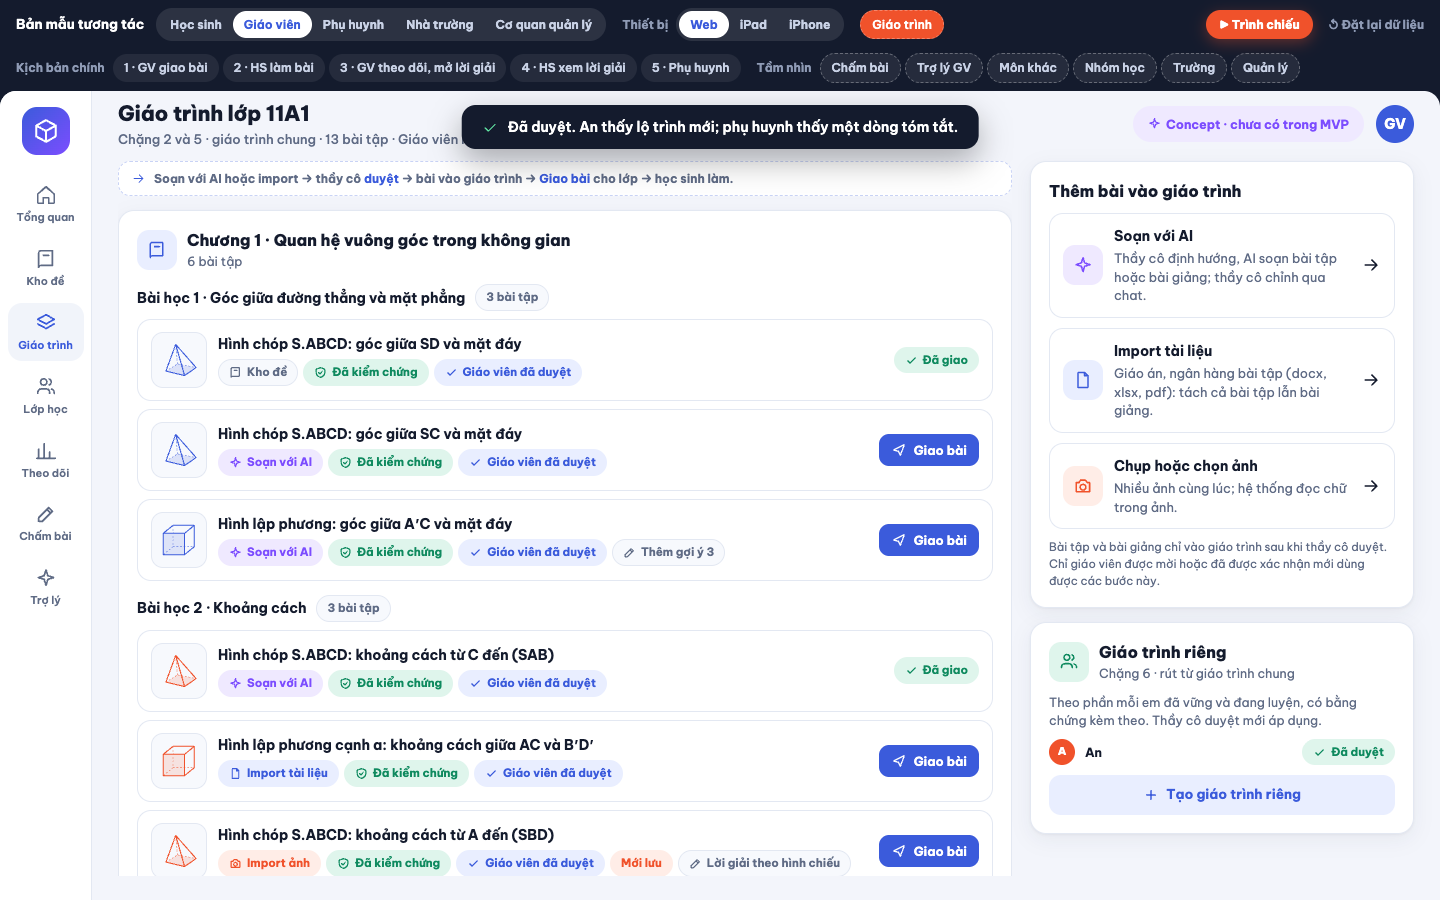 Bản mẫu tương tác
Học sinh Giáo viên Phụ huynh Nhà trường Cơ quan quản lý
Thiết bị
Web iPad iPhone
Giáo trình
Trình chiếu
Đặt lại dữ liệu
Kịch bản chính
1 · GV giao bài
2 · HS làm bài
3 · GV theo dõi, mở lời giải
4 · HS xem lời giải
5 · Phụ huynh
Tầm nhìn
Chấm bài
Trợ lý GV
Môn khác
Nhóm học
Trường
Quản lý
Tổng quan
Kho đề
Giáo trình
Lớp học
Theo dõi
Chấm bài
Trợ lý
Giáo trình lớp 11A1
Chặng 2 và 5 · giáo trình chung · 13 bài tập · Giáo viên
Đã duyệt. An thấy lộ trình mới; phụ huynh thấy một dòng tóm tắt.
Concept · chưa có trong MVP
GV
→ Soạn với AI hoặc import → thầy cô duyệt → bài vào giáo trình → Giao bài cho lớp → học sinh làm.
Chương 1 · Quan hệ vuông góc trong không gian
6 bài tập
Bài học 1 · Góc giữa đường thẳng và mặt phẳng 3 bài tập
Hình chóp S.ABCD: góc giữa SD và mặt đáy
Kho đề Đã kiểm chứng Giáo viên đã duyệt
Đã giao
Hình chóp S.ABCD: góc giữa SC và mặt đáy
Soạn với AI Đã kiểm chứng Giáo viên đã duyệt
Giao bài
Hình lập phương: góc giữa A’C và mặt đáy
Soạn với AI Đã kiểm chứng Giáo viên đã duyệt Thêm gợi ý 3
Giao bài
Bài học 2 · Khoảng cách 3 bài tập
Hình chóp S.ABCD: khoảng cách từ C đến (SAB)
Soạn với AI Đã kiểm chứng Giáo viên đã duyệt
Đã giao
Hình lập phương cạnh a: khoảng cách giữa AC và B’D’
Import tài liệu Đã kiểm chứng Giáo viên đã duyệt
Giao bài
Hình chóp S.ABCD: khoảng cách từ A đến (SBD)
Import ảnh Đã kiểm chứng Giáo viên đã duyệt Mới lưu Lời giải theo hình chiếu
Giao bài
Thêm bài vào giáo trình
Soạn với AI
Thầy cô định hướng, AI soạn bài tập
hoặc bài giảng; thầy cô chỉnh qua
chat.
Import tài liệu
Giáo án, ngân hàng bài tập (docx,
xlsx, pdf): tách cả bài tập lẫn bài
giảng.
Chụp hoặc chọn ảnh
Nhiều ảnh cùng lúc; hệ thống đọc chữ
trong ảnh.
Bài tập và bài giảng chỉ vào giáo trình sau khi thầy cô duyệt.
Chỉ giáo viên được mời hoặc đã được xác nhận mới dùng
được các bước này.
Giáo trình riêng
Chặng 6 · rút từ giáo trình chung
Theo phần mỗi em đã vững và đang luyện, có bằng
chứng kèm theo. Thầy cô duyệt mới áp dụng.
A An
Đã duyệt
+ Tạo giáo trình riêng